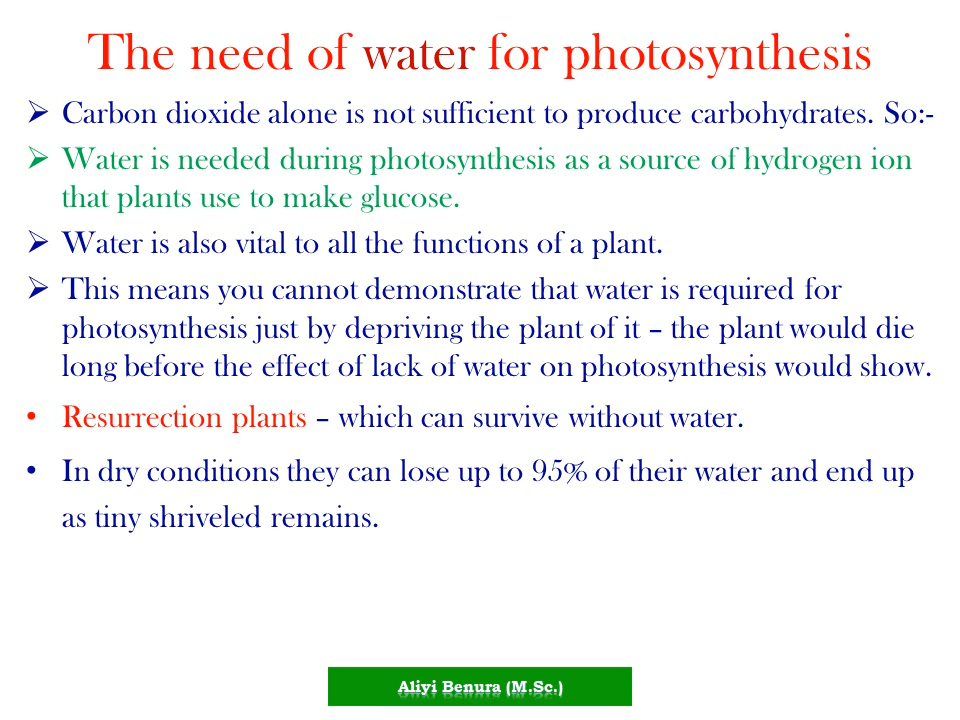 The need of water for photosynthesis
➢ Carbon dioxide alone is not sufficient to produce carbohydrates. So:-
➢ Water is needed during photosynthesis as a source of hydrogen ion
that plants use to make glucose.
➢ Water is also vital to all the functions of a plant.
➢ This means you cannot demonstrate that water is required for
photosynthesis just by depriving the plant of it – the plant would die
long before the effect of lack of water on photosynthesis would show.
• Resurrection plants – which can survive without water.
• In dry conditions they can lose up to 95% of their water and end up
as tiny shriveled remains.
Aliyi Benura (M.Sc.)